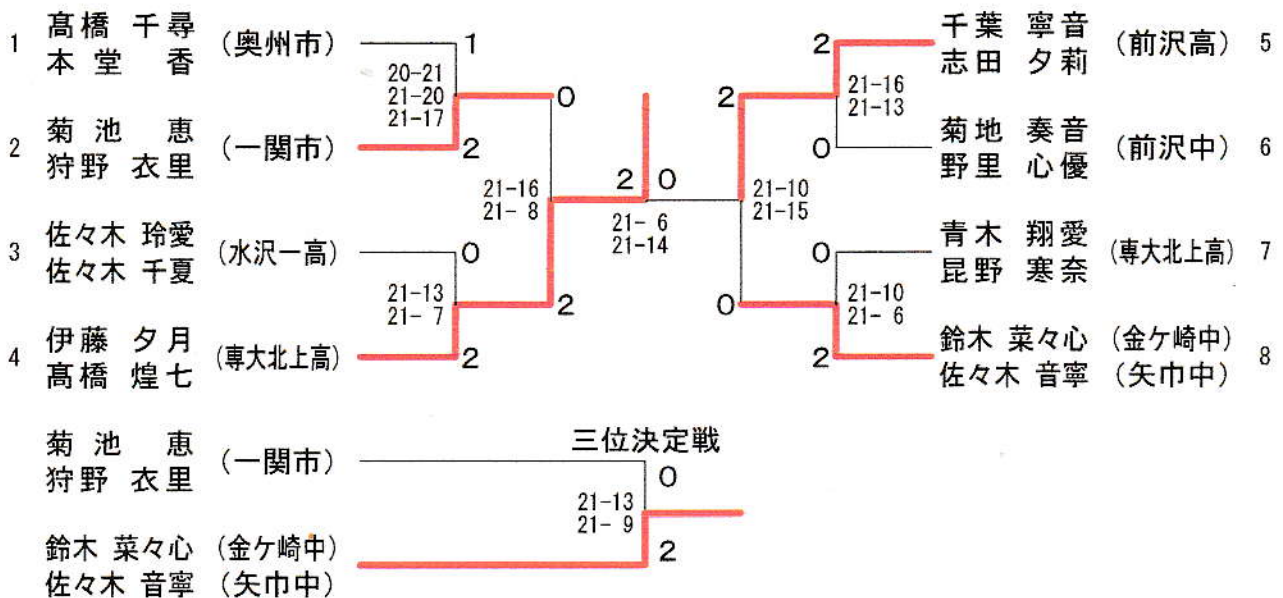 1 髙橋 千尋 (奥州市)
本堂 香
1
20-21
21-20
21-17
2 菊池 恵 (一関市)
狩野 衣里
2
0
3 佐々木 玲愛 (水沢一高)
佐々木 千夏
0
21-13
21- 7
4 伊藤 夕月 (専大北上高)
髙橋 煌七
2
21-16
21- 8
2
2 0
21- 6
21-14
千葉 寧音 (前沢高) 5
志田 夕莉
2
21-16
21-13
菊地 奏音 (前沢中) 6
野里 心優
0
2
21-10
21-15
0
青木 翔愛 (専大北上高) 7
昆野 寒奈
0
21-10
21- 6
鈴木 菜々心 (金ケ崎中) 8
佐々木 音寧 (矢巾中)
2
三位決定戦
菊池 恵 (一関市)
狩野 衣里
0
21-13
21- 9
鈴木 菜々心 (金ケ崎中)
佐々木 音寧 (矢巾中)
2